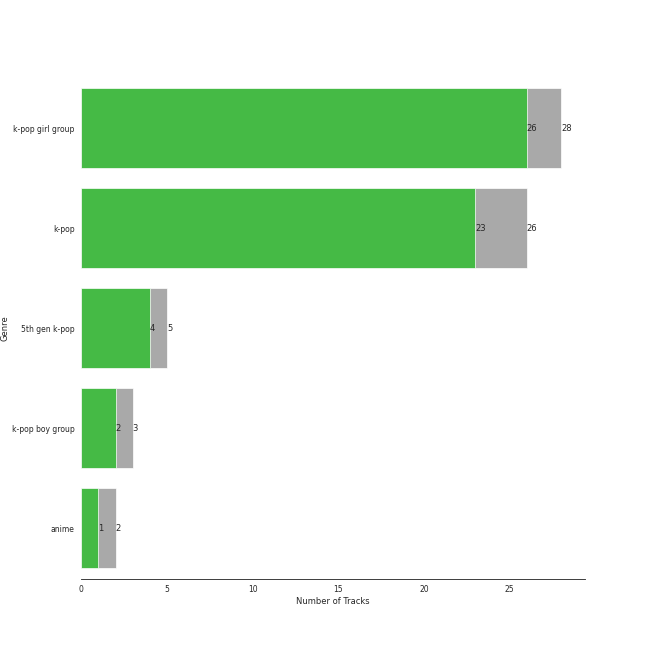 k-pop girl group
26
28
k-pop
23
26
5th gen k-pop
4
5
k-pop boy group
2
3
anime
1
2
Genre
0
5
10
15
20
25
Number of Tracks